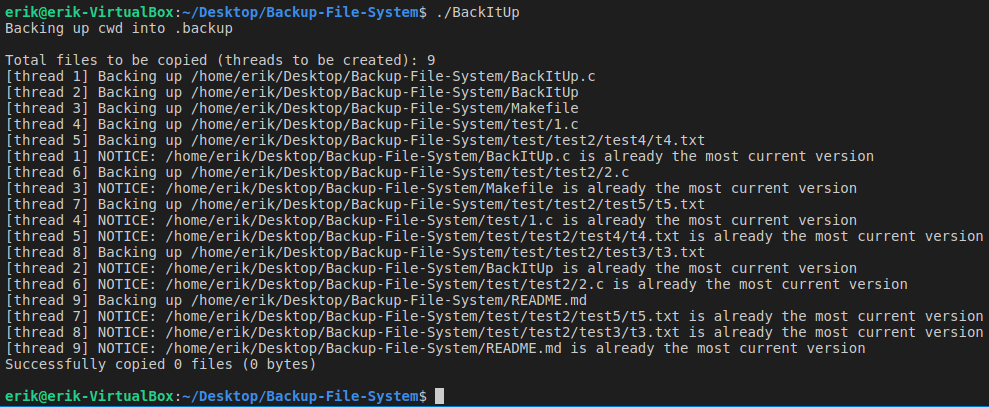 erik@erik-VirtualBox:~/Desktop/Backup-File-System$ ./BackItUp
Backing up cwd into .backup
Total files to be copied (threads to be created): 9
[thread 1] Backing up /home/erik/Desktop/Backup-File-System/BackItUp.c
[thread 2] Backing up /home/erik/Desktop/Backup-File-System/BackItUp
[thread 3] Backing up /home/erik/Desktop/Backup-File-System/Makefile
[thread 4] Backing up /home/erik/Desktop/Backup-File-System/test/1.c
[thread 5] Backing up /home/erik/Desktop/Backup-File-System/test/test2/test4/t4.txt
[thread 1] NOTICE: /home/erik/Desktop/Backup-File-System/BackItUp.c is already the most current version
[thread 6] Backing up /home/erik/Desktop/Backup-File-System/test/test2/2.c
[thread 3] NOTICE: /home/erik/Desktop/Backup-File-System/Makefile is already the most current version
[thread 7] Backing up /home/erik/Desktop/Backup-File-System/test/test2/test5/t5.txt
[thread 4] NOTICE: /home/erik/Desktop/Backup-File-System/test/1.c is already the most current version
[thread 5] NOTICE: /home/erik/Desktop/Backup-File-System/test/test2/test4/t4.txt is already the most current version
[thread 8] Backing up /home/erik/Desktop/Backup-File-System/test/test2/test3/t3.txt
[thread 2] NOTICE: /home/erik/Desktop/Backup-File-System/BackItUp is already the most current version
[thread 6] NOTICE: /home/erik/Desktop/Backup-File-System/test/test2/2.c is already the most current version
[thread 9] Backing up /home/erik/Desktop/Backup-File-System/README.md
[thread 7] NOTICE: /home/erik/Desktop/Backup-File-System/test/test2/test5/t5.txt is already the most current version
[thread 8] NOTICE: /home/erik/Desktop/Backup-File-System/test/test2/test3/t3.txt is already the most current version
[thread 9] NOTICE: /home/erik/Desktop/Backup-File-System/README.md is already the most current version
Successfully copied 0 files (0 bytes)
erik@erik-VirtualBox:~/Desktop/Backup-File-System$